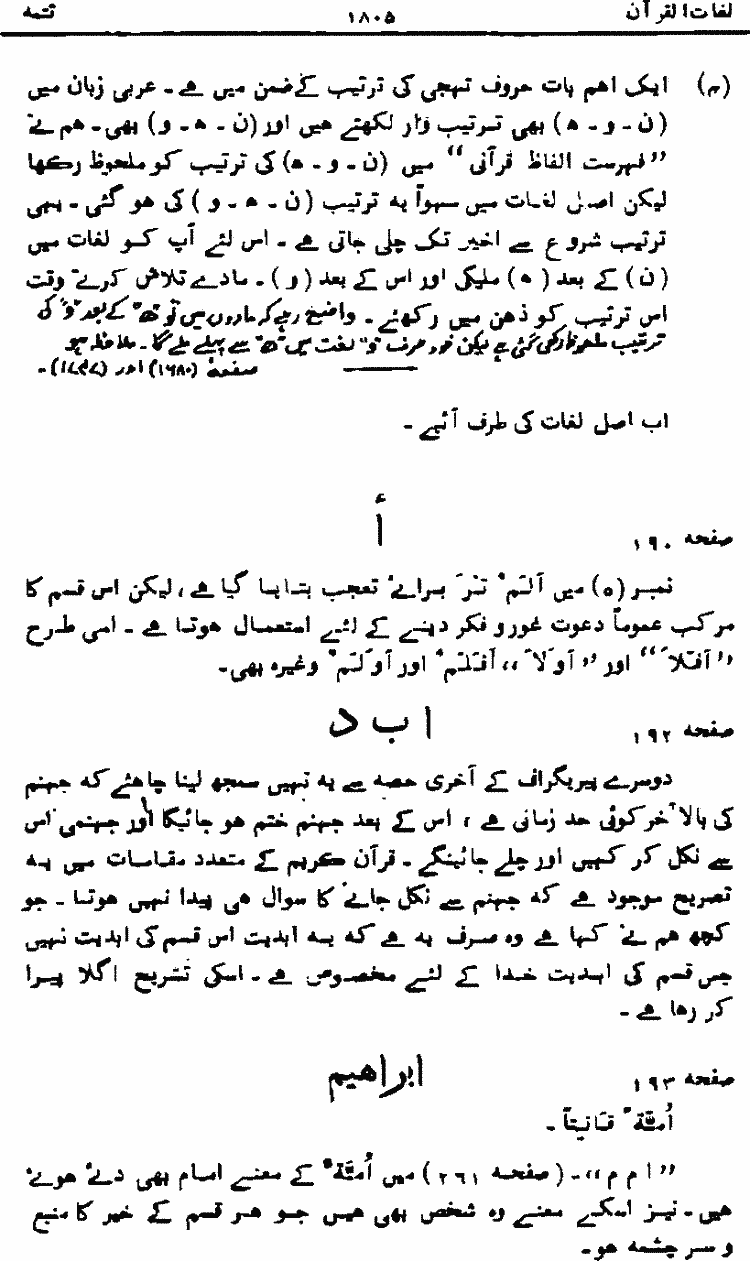 لغات القرآن ۱۸۰۵ تتمہ
(م) ایک اہم بات حروف تہجی کی ترتیب کے ضمن میں ہے۔ عربی زبان میں
(ن - و - ہ) بھی ترتیب وار لکھتے ہیں اور (ن - ہ - و) بھی۔ ہم نے
”فہرست الفاظ قرآنی“ میں (ن - و - ہ) کی ترتیب کو ملحوظ رکھا
لیکن اصل لغات میں سہواً یہ ترتیب (ن - ہ - و) کی ہو گئی۔ یہی
ترتیب شروع سے اخیر تک چلی جاتی ہے۔ اس لئے آپ کو لغات میں
(ن) کے بعد (ہ) ملیگی اور اس کے بعد (و)۔ مادے تلاش کرتے وقت
اس ترتیب کو ذہن میں رکھئے۔ واضح رہے کہ مادوں میں تو ”ھ“ کے بعد ”و“ کی
ترتیب ملحوظ رکھی گئی ہے لیکن خود حرف ”و“ لغت میں ”ھ“ سے پہلے ملے گا۔ ملاحظہ ہو
صفحہ (۱۶۸۰) اور (۱۷۴۷)۔
اب اصل لغات کی طرف آئیے۔
أ
صفحہ ۱۹۰
نمبر (۵) میں اَلَمْ تَرَ برائے تعجب بتایا گیا ہے، لیکن اس قسم کا
مرکب عموماً دعوت غور و فکر دینے کے لئے استعمال ہوتا ہے۔ اسی طرح
”اَفَلَا“ اور ”اَوَلَا“، اَفَلَمْ اور اَوَلَمْ وغیرہ بھی۔
ا ب د
صفحہ ۱۹۲
دوسرے پیریگراف کے آخری حصہ سے یہ نہیں سمجھ لینا چاہئے کہ جہنم
کی بالآخر کوئی حد زمانی ہے، اس کے بعد جہنم ختم ہو جائیگا اور جہنمی اس
سے نکل کر کہیں اور چلے جائینگے۔ قرآن کریم کے متعدد مقامات میں یہ
تصریح موجود ہے کہ جہنم سے نکل جانے کا سوال ہی پیدا نہیں ہوتا۔ جو
کچھ ہم نے کہا ہے وہ صرف یہ ہے کہ یہ ابدیت اس قسم کی ابدیت نہیں
جس قسم کی ابدیت خدا کے لئے مخصوص ہے۔ اسکی تشریح اگلا پیرا
کر رہا ہے۔
ابراہیم
صفحہ ۱۹۳
اُمَّةً قَانِتاً۔
”ا م م“۔ (صفحہ ۲۶۱) میں اُمَّةٌ کے معنے امام بھی دئے ہوئے
ہیں۔ نیز اسکے معنے وہ شخص بھی ہیں جو ہر قسم کے خیر کا منبع
و سر چشمہ ہو۔